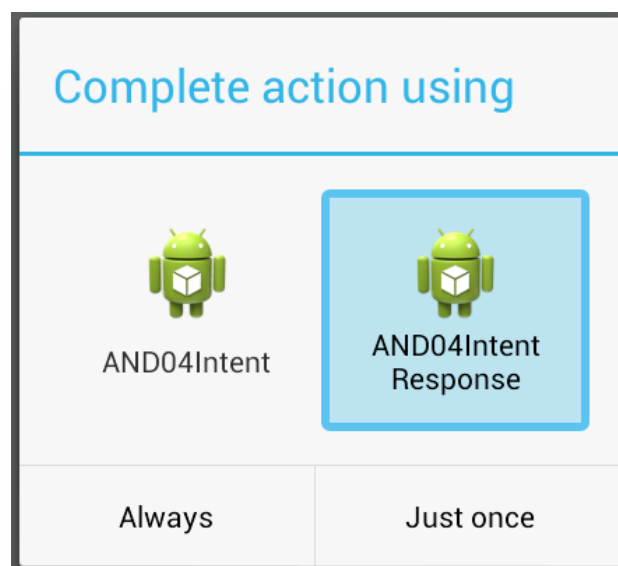 Complete action using
AND04Intent
AND04Intent
Response
Always
Just once